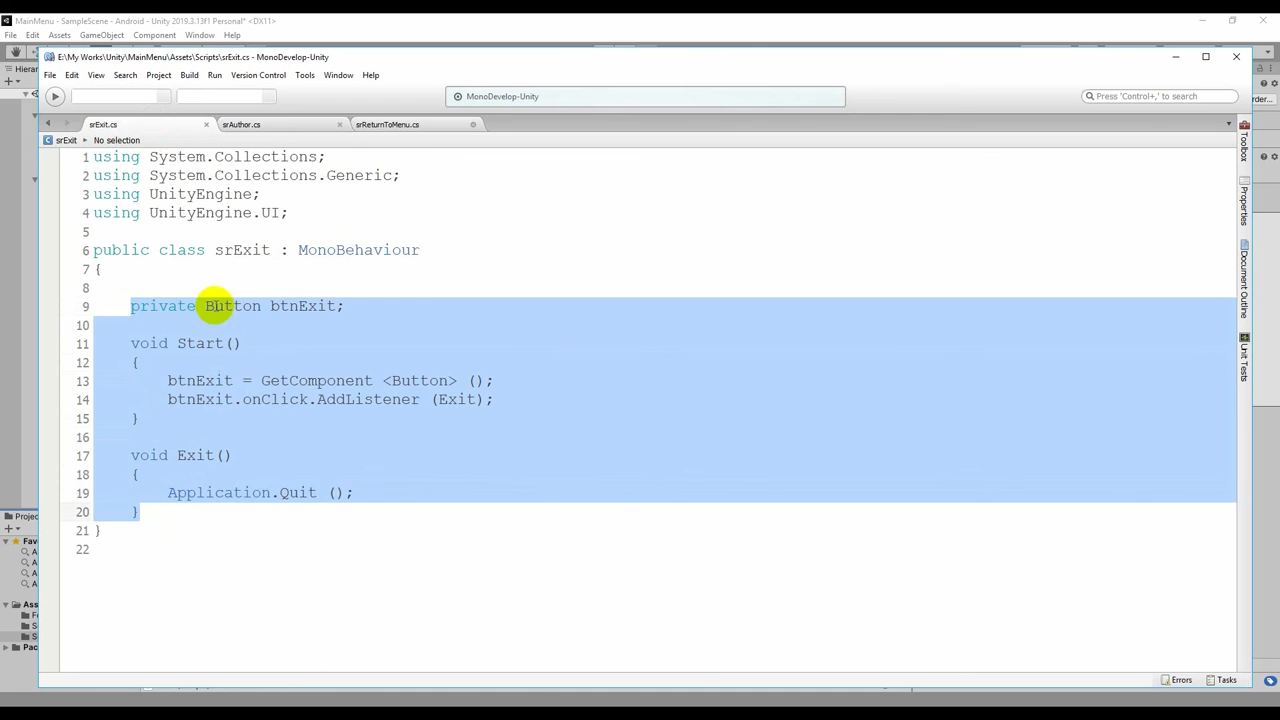 MainMenu - SampleScene - Android - Unity 2019.3.13f1 Personal* <DX11>
File Edit Assets GameObject Component Window Help
Hierar
E:\My Works\Unity\MainMenu\Assets\Scripts\srExit.cs - MonoDevelop-Unity
File Edit View Search Project Build Run Version Control Tools Window Help
MonoDevelop-Unity
Press 'Control+,' to search
der...
srExit.cs srAuthor.cs srReturnToMenu.cs
srExit No selection
1 using System.Collections;
2 using System.Collections.Generic;
3 using UnityEngine;
4 using UnityEngine.UI;
5
6 public class srExit : MonoBehaviour
7 {
8
9 private Button btnExit;
10
11 void Start()
12 {
13 btnExit = GetComponent <Button> ();
14 btnExit.onClick.AddListener (Exit);
15 }
16
17 void Exit()
18 {
19 Application.Quit ();
20 }
21 }
22
Toolbox
Properties
Document Outline
Unit Tests
Projec
Fav
A
A
A
A
Ass
Fo
S
S
Pac
Errors Tasks